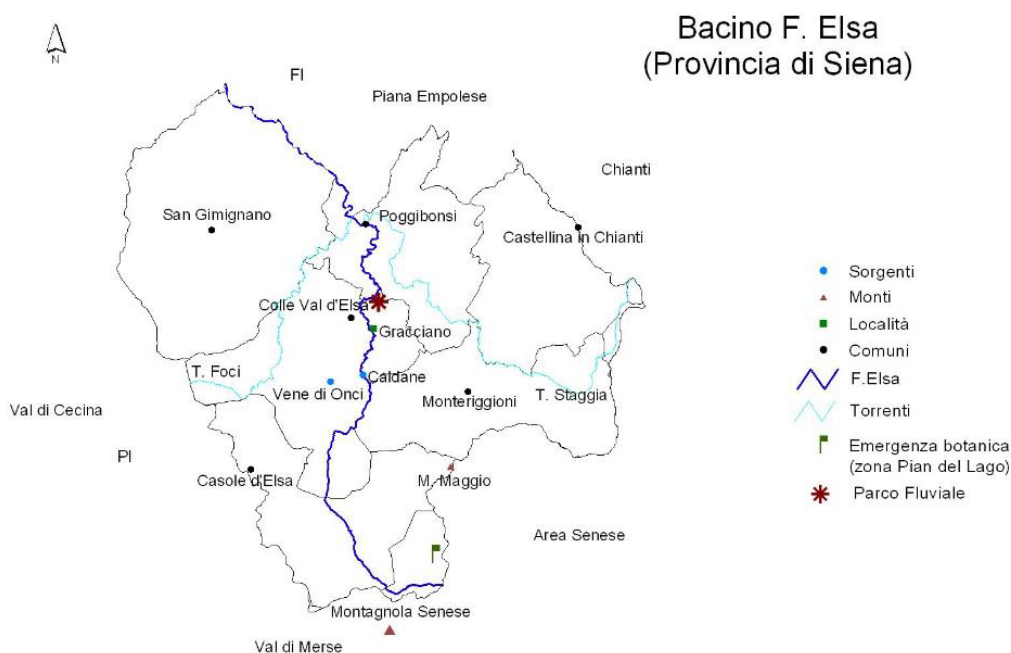 Bacino F. Elsa
(Provincia di Siena)
N
FI
Piana Empolese
Chianti
San Gimignano
Poggibonsi
Castellina in Chianti
Colle Val d'Elsa
Gracciano
T. Foci
Caldane
Vene di Onci
Monteriggioni
T. Staggia
Val di Cecina
PI
Casole d'Elsa
M. Maggio
Area Senese
Montagnola Senese
Val di Merse
Sorgenti
Monti
Località
Comuni
F.Elsa
Torrenti
Emergenza botanica
(zona Pian del Lago)
Parco Fluviale